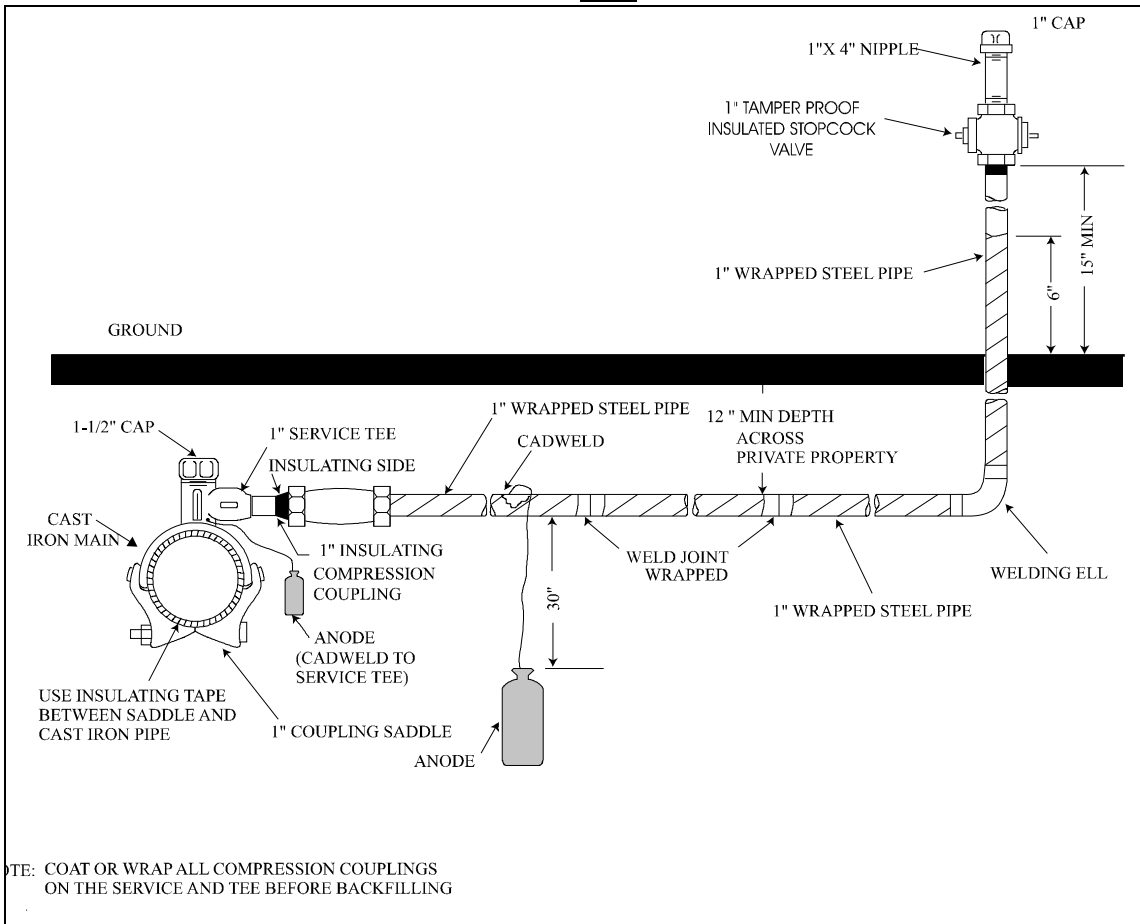 1" CAP
1"X 4" NIPPLE
1" TAMPER PROOF
INSULATED STOPCOCK
VALVE
15" MIN
6"
1" WRAPPED STEEL PIPE
GROUND
1" WRAPPED STEEL PIPE
12 " MIN DEPTH
ACROSS
PRIVATE PROPERTY
CADWELD
1-1/2" CAP
1" SERVICE TEE
INSULATING SIDE
CAST
IRON MAIN
1" INSULATING
COMPRESSION
COUPLING
WELD JOINT
WRAPPED
WELDING ELL
30"
1" WRAPPED STEEL PIPE
ANODE
(CADWELD TO
SERVICE TEE)
USE INSULATING TAPE
BETWEEN SADDLE AND
CAST IRON PIPE
1" COUPLING SADDLE
ANODE
OTE: COAT OR WRAP ALL COMPRESSION COUPLINGS
ON THE SERVICE AND TEE BEFORE BACKFILLING